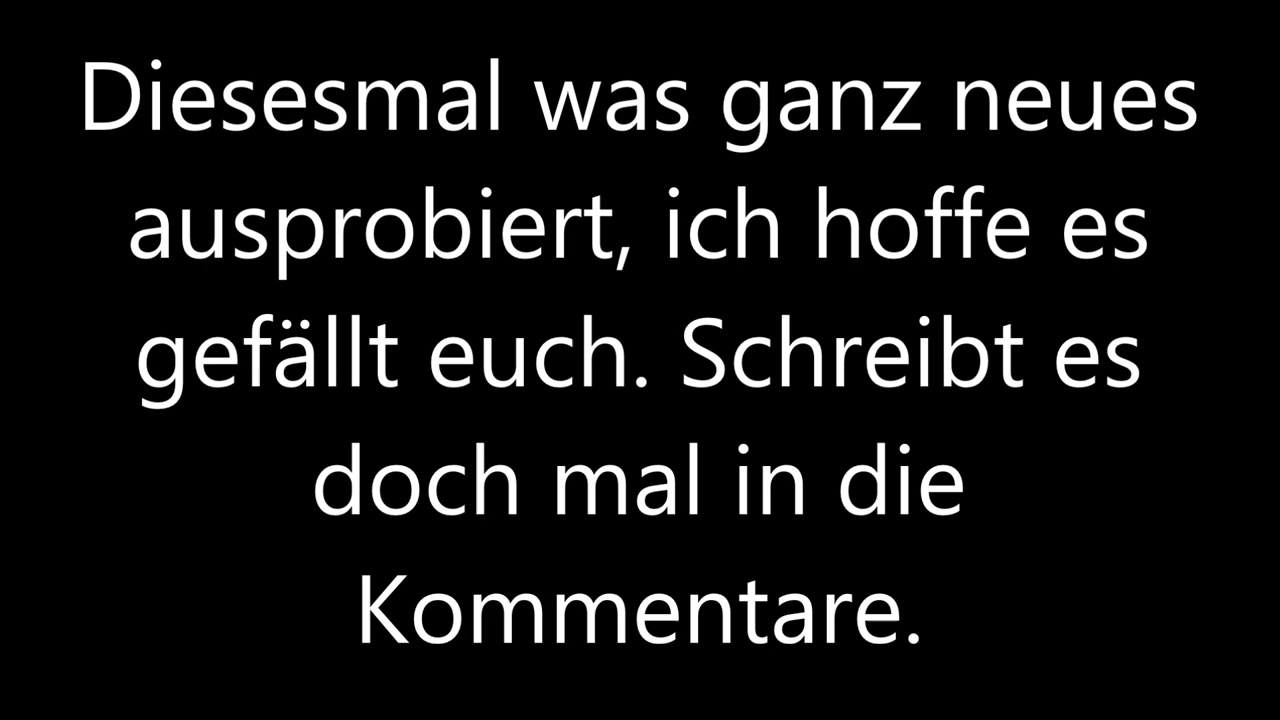 Diesesmal was ganz neues
ausprobiert, ich hoffe es
gefällt euch. Schreibt es
doch mal in die
Kommentare.